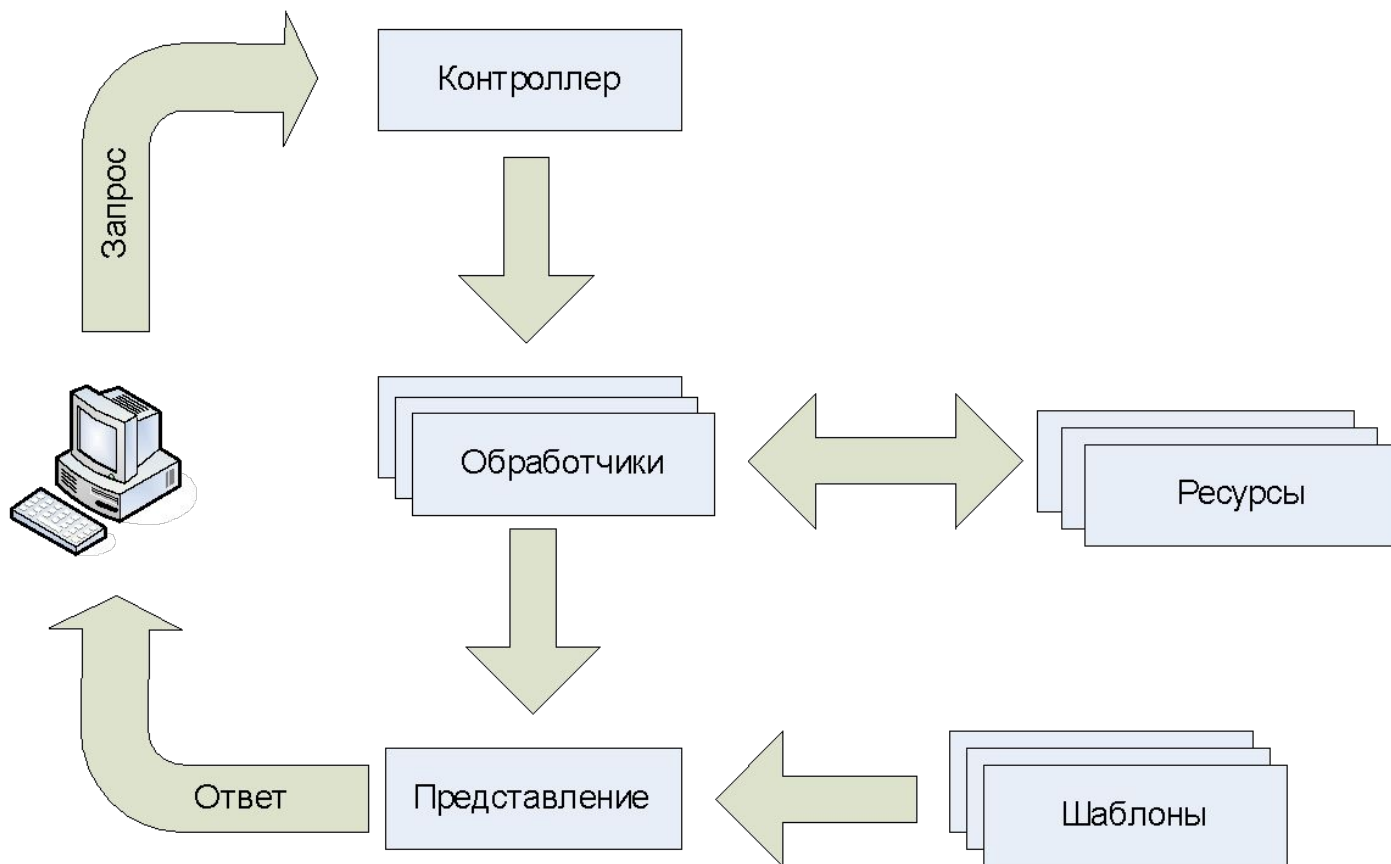 Контроллер
Запрос
Обработчики
Ресурсы
Ответ
Представление
Шаблоны